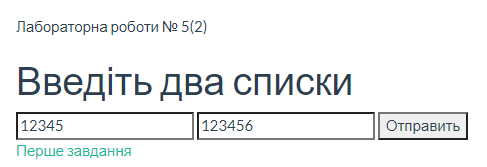 Лабораторна роботи № 5(2)
Введіть два списки
12345 123456 Отправить
Перше завдання